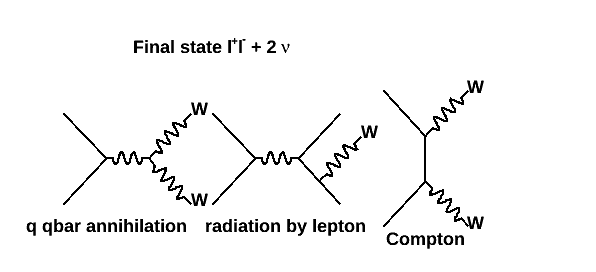 Final state l⁺l⁻ + 2 ν
W
W
W
W
W
q qbar annihilation
radiation by lepton
Compton